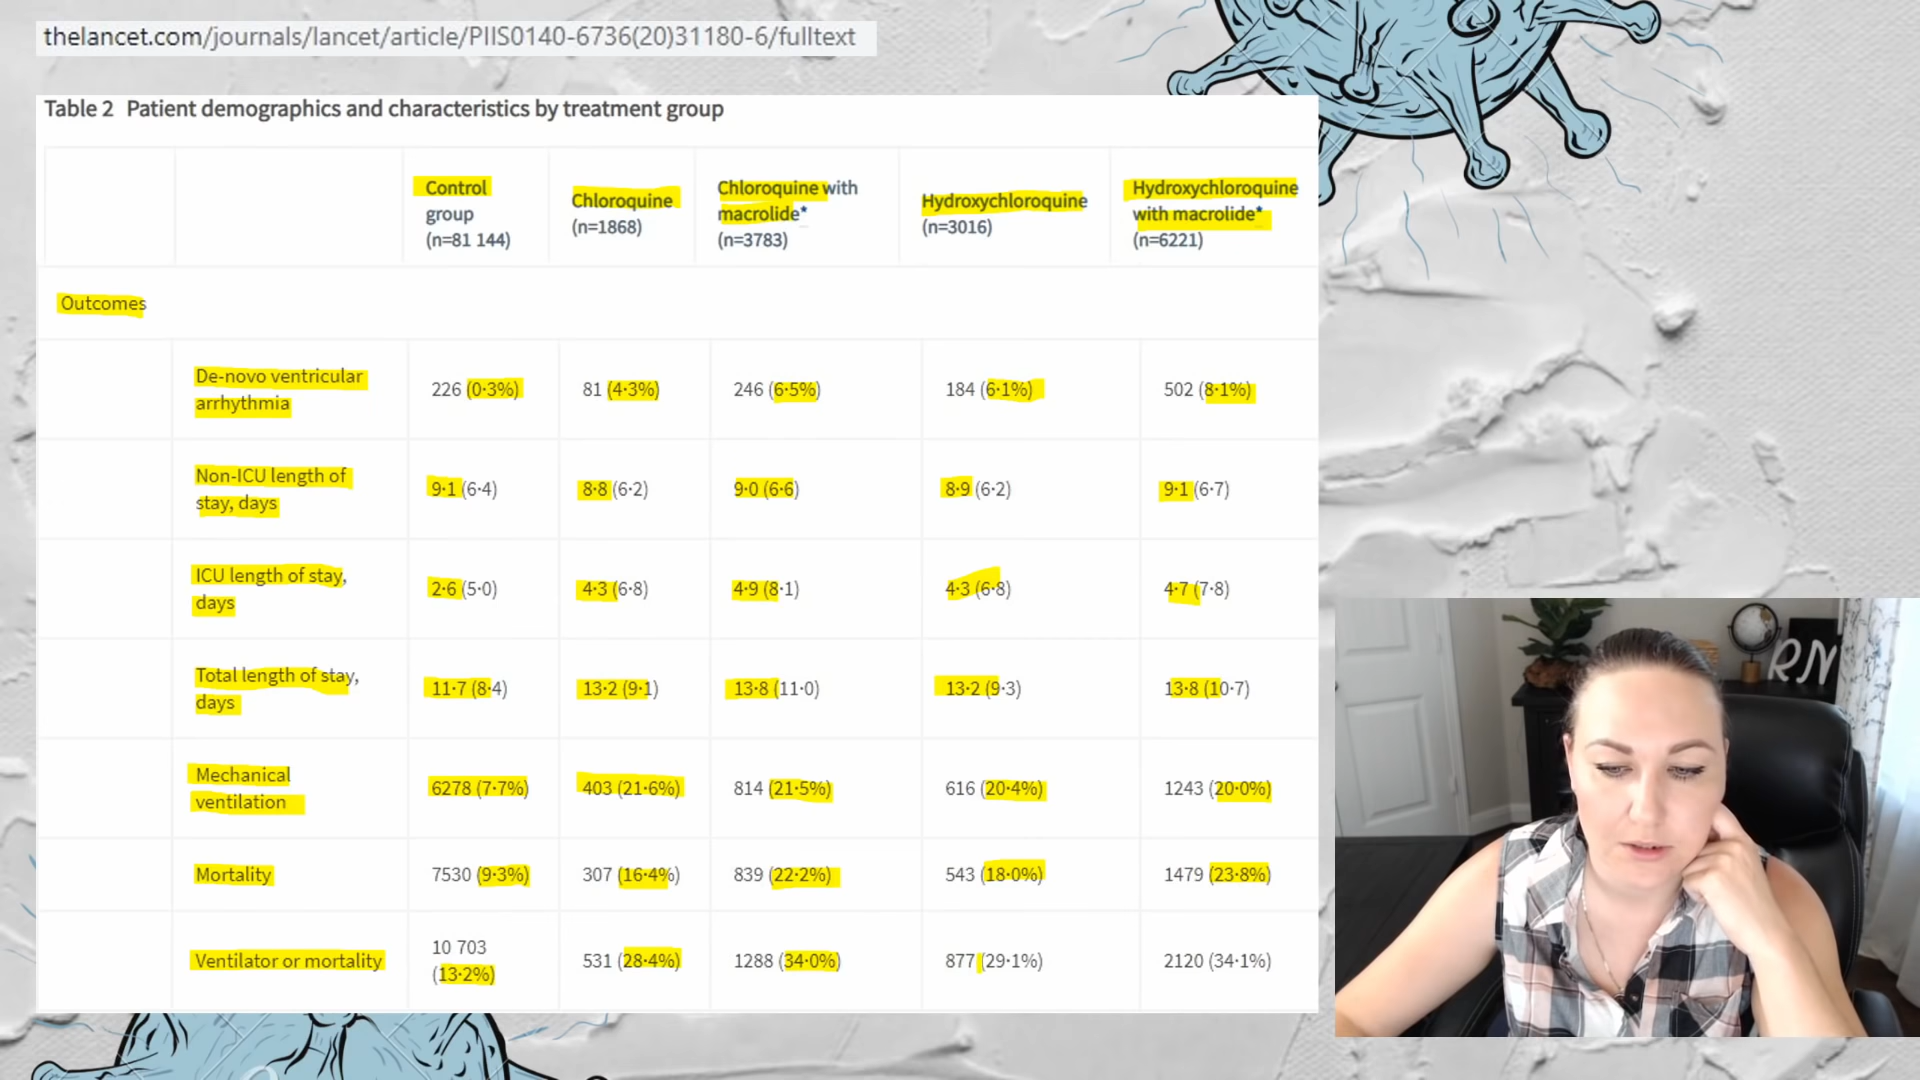 thelancet.com/journals/lancet/article/PIIS0140-6736(20)31180-6/fulltext
Table 2 Patient demographics and characteristics by treatment group
Control
group
(n=81 144)
Chloroquine
(n=1868)
Chloroquine with
macrolide*
(n=3783)
Hydroxychloroquine
(n=3016)
Hydroxychloroquine
with macrolide*
(n=6221)
Outcomes
De-novo ventricular
arrhythmia
226 (0·3%)
81 (4·3%)
246 (6·5%)
184 (6·1%)
502 (8·1%)
Non-ICU length of
stay, days
9·1 (6·4)
8·8 (6·2)
9·0 (6·6)
8·9 (6·2)
9·1 (6·7)
ICU length of stay,
days
2·6 (5·0)
4·3 (6·8)
4·9 (8·1)
4·3 (6·8)
4·7 (7·8)
Total length of stay,
days
11·7 (8·4)
13·2 (9·1)
13·8 (11·0)
13·2 (9·3)
13·8 (10·7)
Mechanical
ventilation
6278 (7·7%)
403 (21·6%)
814 (21·5%)
616 (20·4%)
1243 (20·0%)
Mortality
7530 (9·3%)
307 (16·4%)
839 (22·2%)
543 (18·0%)
1479 (23·8%)
Ventilator or mortality
10 703
(13·2%)
531 (28·4%)
1288 (34·0%)
877 (29·1%)
2120 (34·1%)
RN